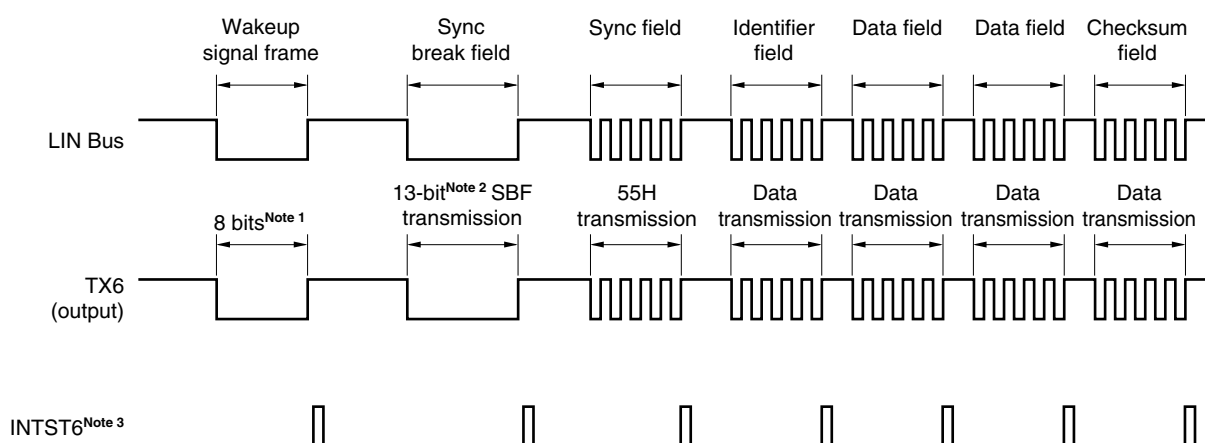 Wakeup
signal frame
Sync
break field
Sync field
Identifier
field
Data field
Data field
Checksum
field
LIN Bus
8 bitsNote 1
13-bitNote 2 SBF
transmission
55H
transmission
Data
transmission
Data
transmission
Data
transmission
Data
transmission
TX6
(output)
INTST6Note 3